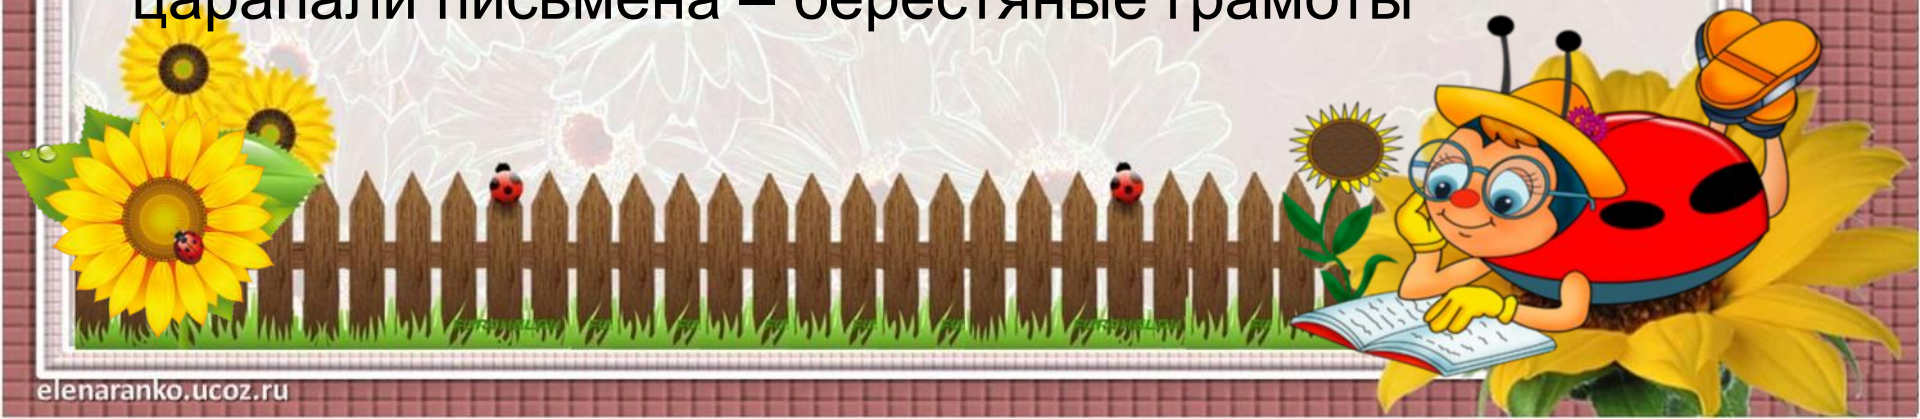 царапали письмена – берестяные грамоты
elenaranko.ucoz.ru